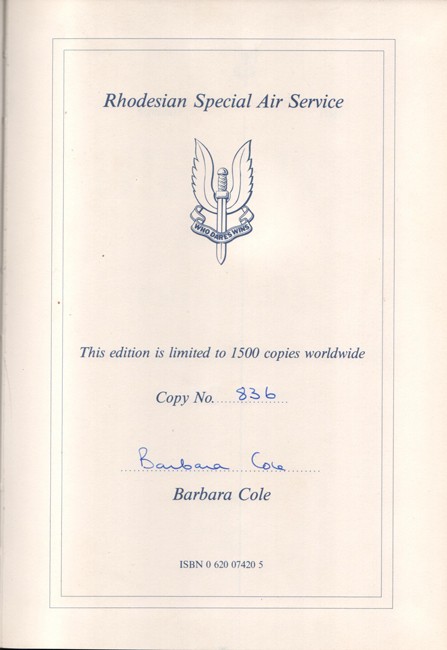 Rhodesian Special Air Service
WHO DARES WINS
This edition is limited to 1500 copies worldwide
Copy No. 836
Barbara Cole
Barbara Cole
ISBN 0 620 07420 5